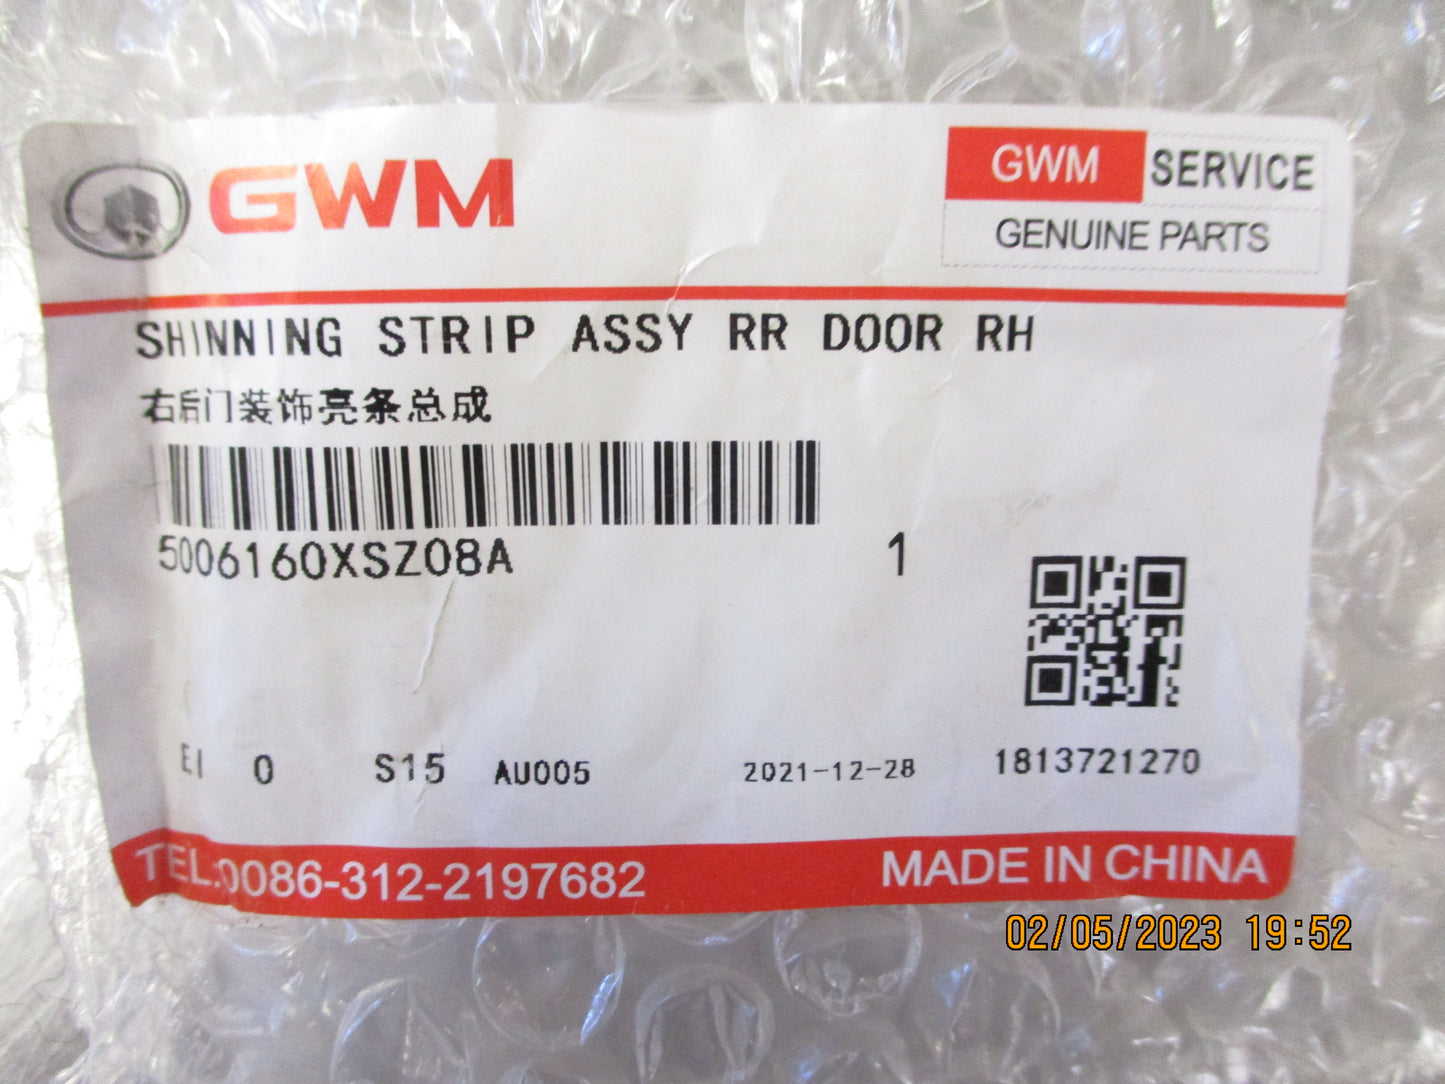 GWM
GWM SERVICE
GENUINE PARTS
SHINNING STRIP ASSY RR DOOR RH
右后门装饰亮条总成
5006160XSZ08A 1
EI 0 S15 AU005 2021-12-28 1813721270
TEL:0086-312-2197682 MADE IN CHINA
02/05/2023 19:52